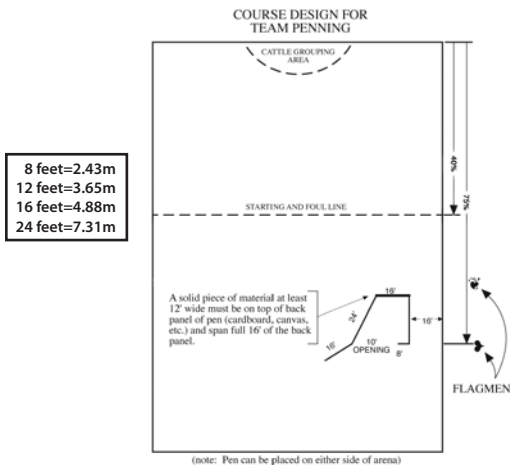 COURSE DESIGN FOR
TEAM PENNING
CATTLE GROUPING
AREA
8 feet=2.43m
12 feet=3.65m
16 feet=4.88m
24 feet=7.31m
40%
75%
STARTING AND FOUL LINE
A solid piece of material at least
12' wide must be on top of back
panel of pen (cardboard, canvas,
etc.) and span full 16' of the back
panel.
16'
24'
16'
16'
10'
OPENING
8'
FLAGMEN
(note: Pen can be placed on either side of arena)